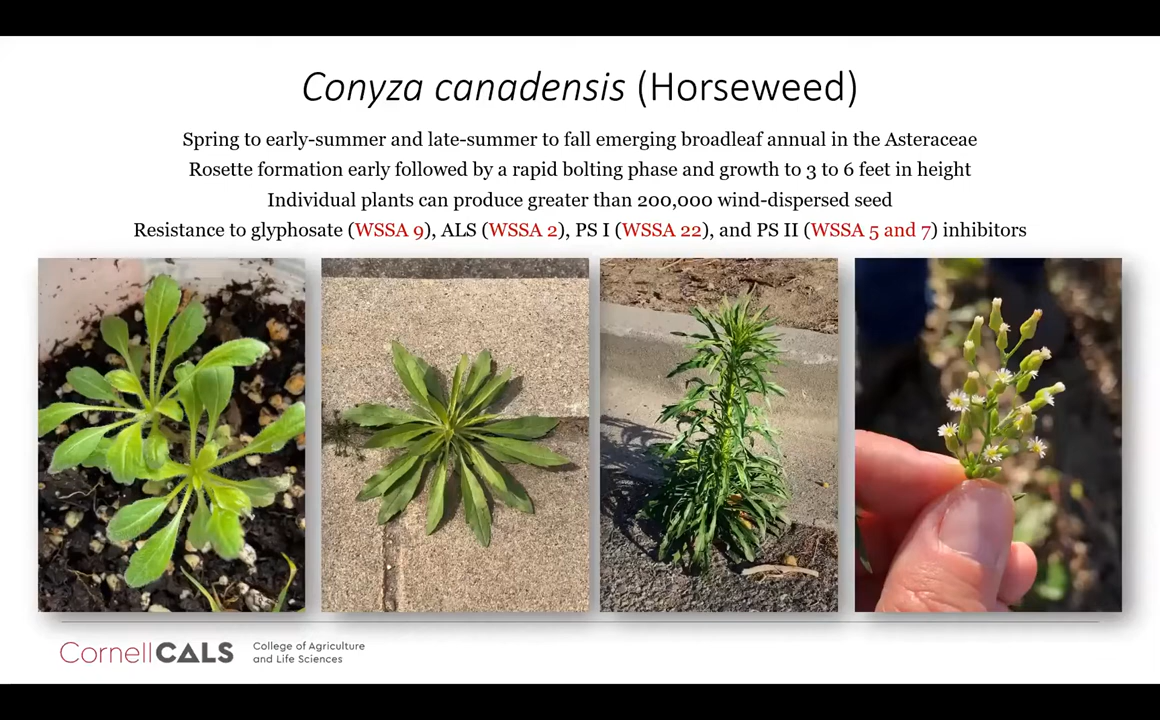 Conyza canadensis (Horseweed)
Spring to early-summer and late-summer to fall emerging broadleaf annual in the Asteraceae
Rosette formation early followed by a rapid bolting phase and growth to 3 to 6 feet in height
Individual plants can produce greater than 200,000 wind-dispersed seed
Resistance to glyphosate (WSSA 9), ALS (WSSA 2), PS I (WSSA 22), and PS II (WSSA 5 and 7) inhibitors
CornellCALS
College of Agriculture
and Life Sciences